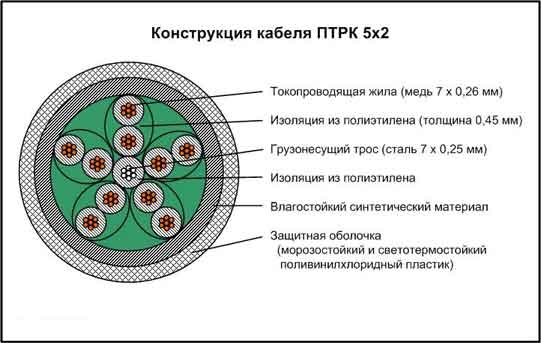 Конструкция кабеля ПТРК 5х2
Токопроводящая жила (медь 7 х 0,26 мм)
Изоляция из полиэтилена (толщина 0,45 мм)
Грузонесущий трос (сталь 7 х 0,25 мм)
Изоляция из полиэтилена
Влагостойкий синтетический материал
Защитная оболочка
(морозостойкий и светотермостойкий
поливинилхлоридный пластик)